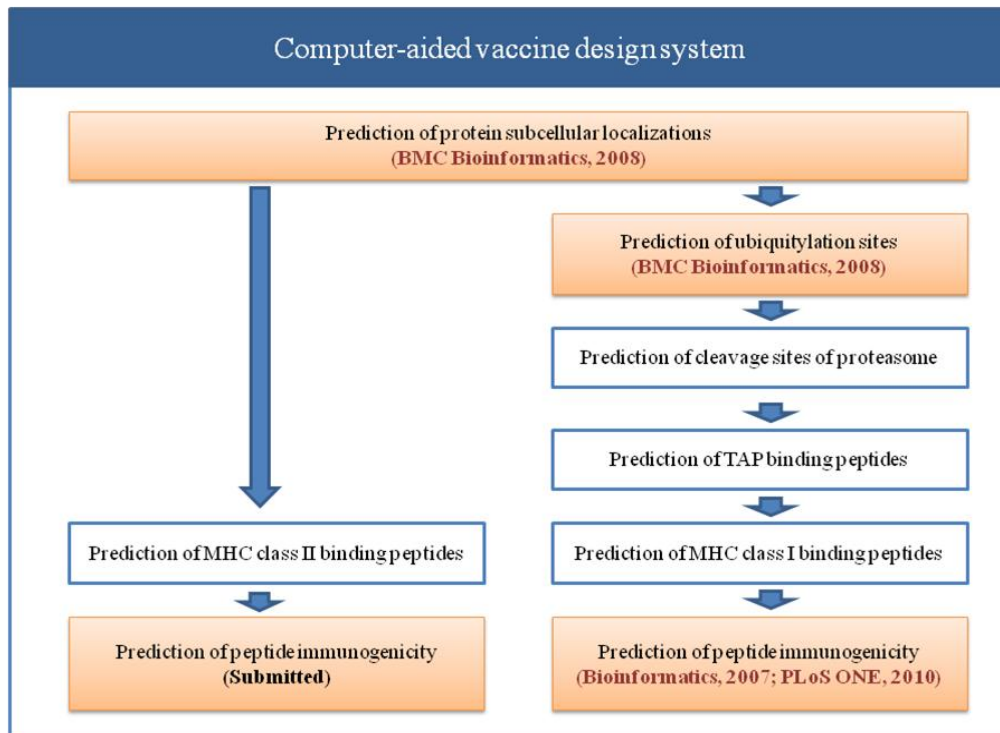 Computer-aided vaccine design system
Prediction of protein subcellular localizations
(BMC Bioinformatics, 2008)
Prediction of ubiquitylation sites
(BMC Bioinformatics, 2008)
Prediction of cleavage sites of proteasome
Prediction of TAP binding peptides
Prediction of MHC class II binding peptides
Prediction of MHC class I binding peptides
Prediction of peptide immunogenicity
(Submitted)
Prediction of peptide immunogenicity
(Bioinformatics, 2007; PLoS ONE, 2010)